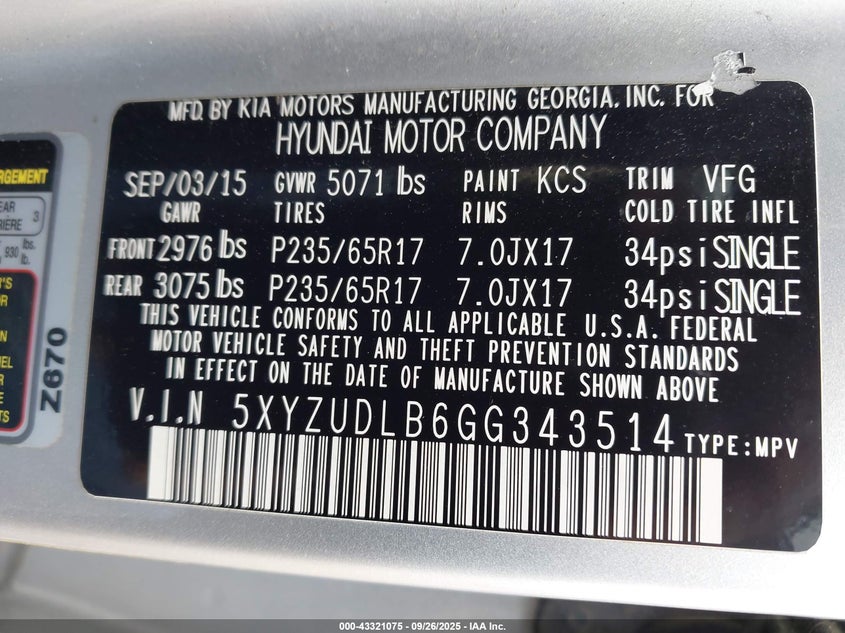 MFD. BY KIA MOTORS MANUFACTURING GEORGIA, INC. FOR
HYUNDAI MOTOR COMPANY
SEP/03/15 GVWR 5071 lbs PAINT KCS TRIM VFG
GAWR TIRES RIMS COLD TIRE INFL
FRONT 2976 lbs P235/65R17 7.0JX17 34psi SINGLE
REAR 3075 lbs P235/65R17 7.0JX17 34psi SINGLE
THIS VEHICLE CONFORMS TO ALL APPLICABLE U.S.A. FEDERAL
MOTOR VEHICLE SAFETY AND THEFT PREVENTION STANDARDS
IN EFFECT ON THE DATE OF MANUFACTURE SHOWN ABOVE
V.I.N 5XYZUDLB6GG343514 TYPE:MPV
3
930 lbs.
Z670
000-43321075 - 09/26/2025 - IAA Inc.